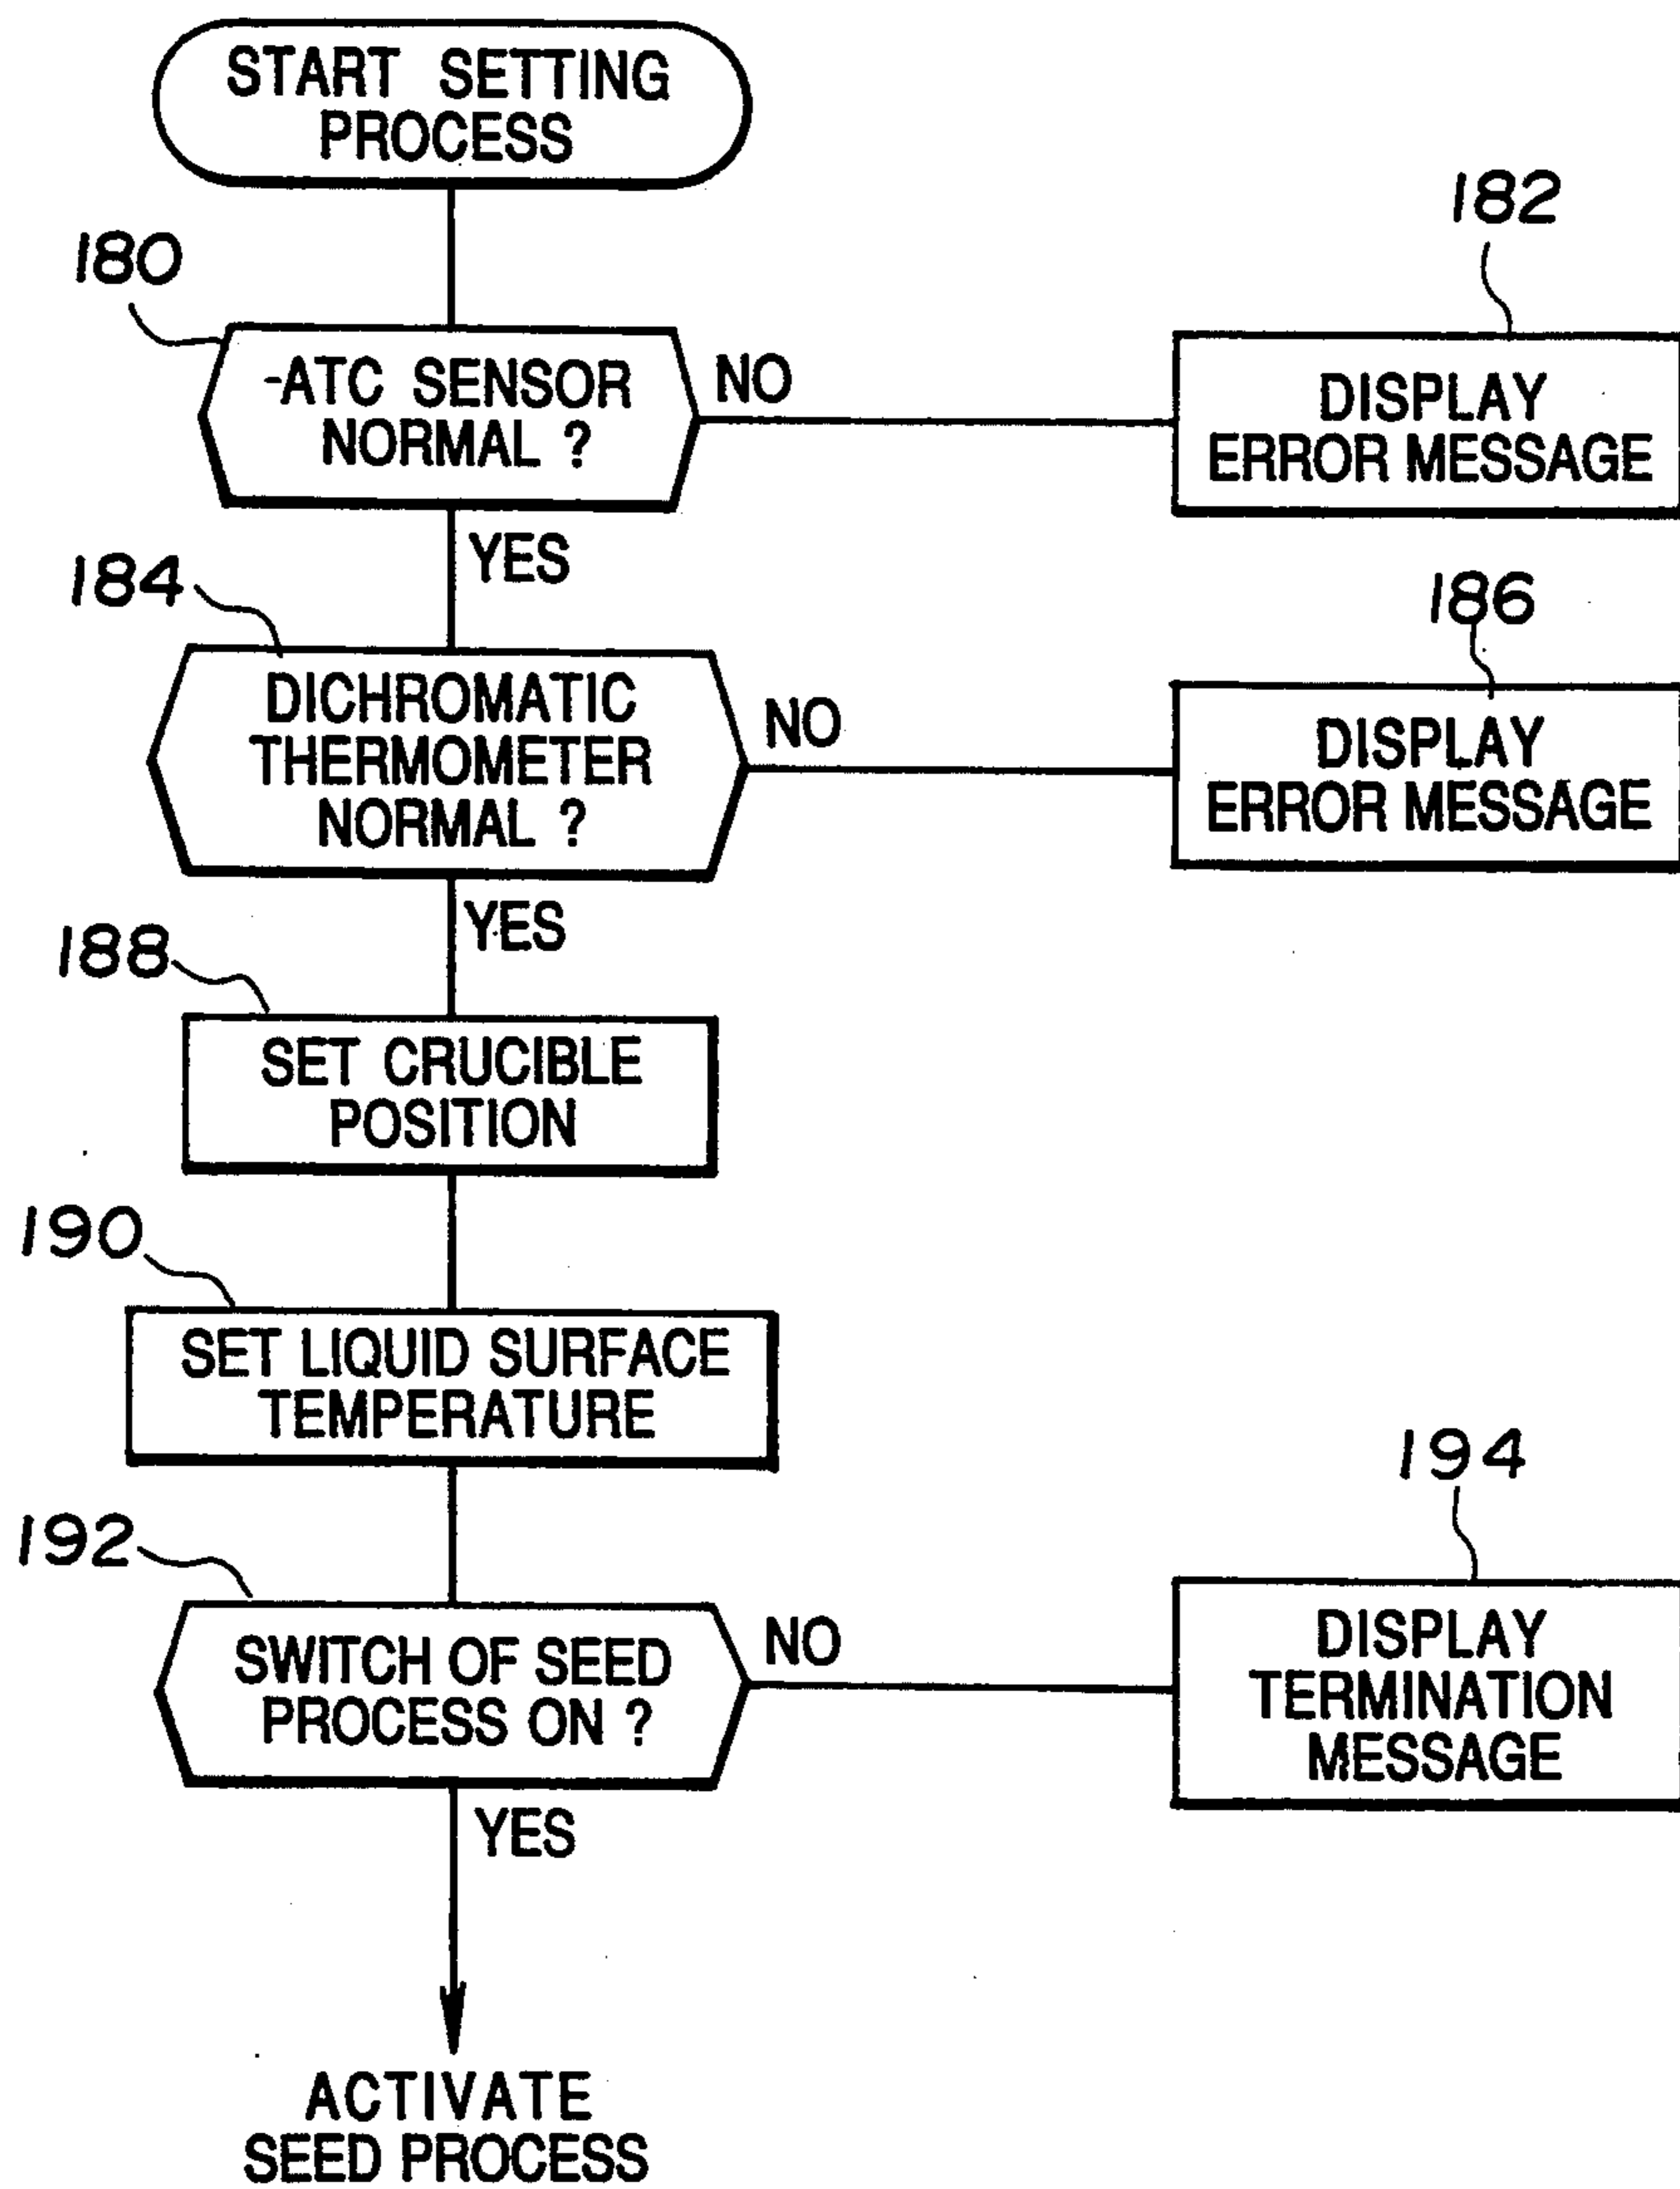 START SETTING
PROCESS
180
182
-ATC SENSOR
NORMAL ?
NO
DISPLAY
ERROR MESSAGE
YES
184
186
DICHROMATIC
THERMOMETER
NORMAL ?
NO
DISPLAY
ERROR MESSAGE
YES
188
SET CRUCIBLE
POSITION
190
SET LIQUID SURFACE
TEMPERATURE
192
194
SWITCH OF SEED
PROCESS ON ?
NO
DISPLAY
TERMINATION
MESSAGE
YES
ACTIVATE
SEED PROCESS